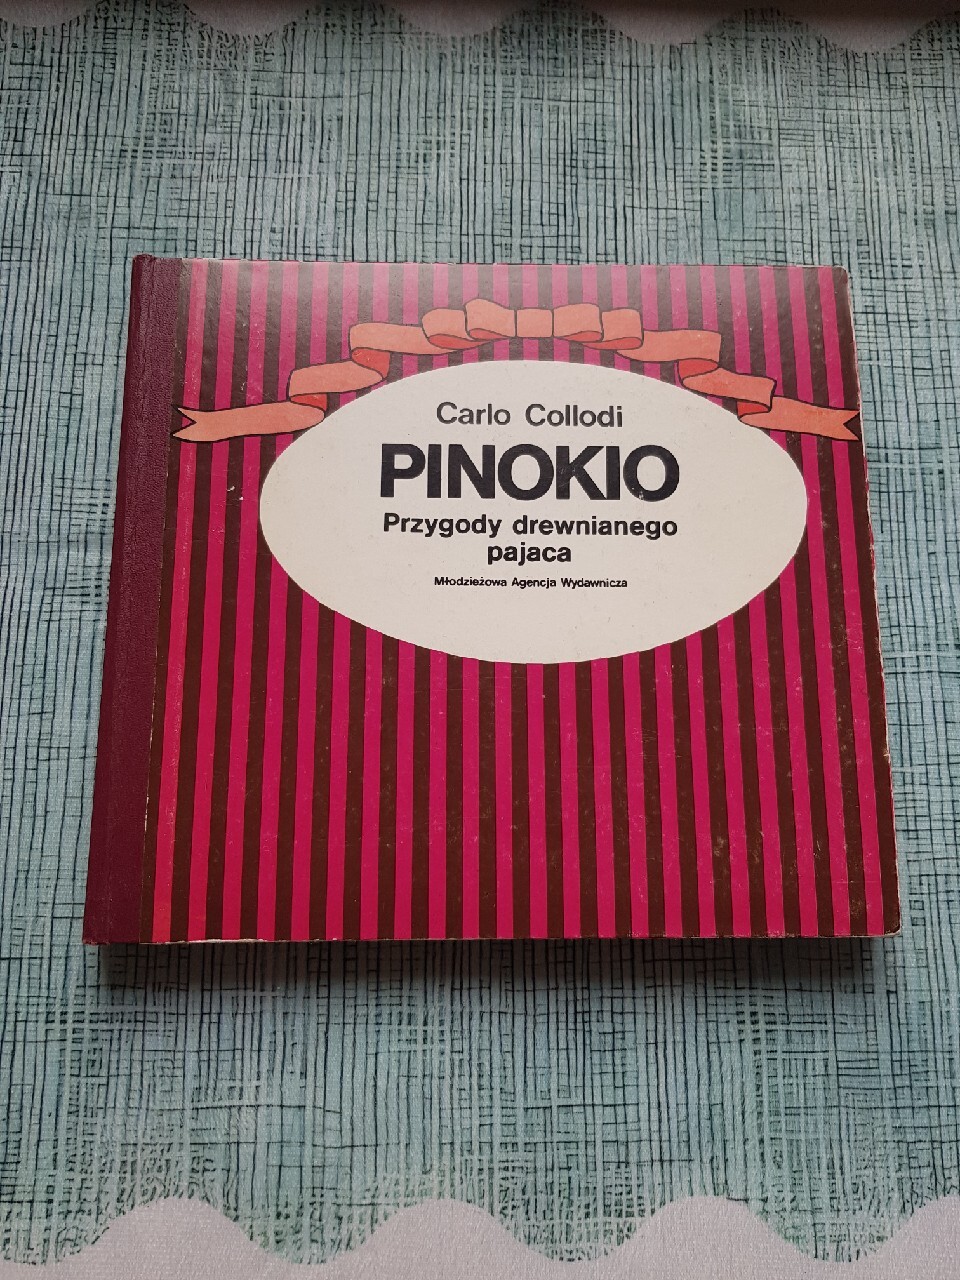 Carlo Collodi
PINOKIO
Przygody drewnianego
pajaca
Młodzieżowa Agencja Wydawnicza